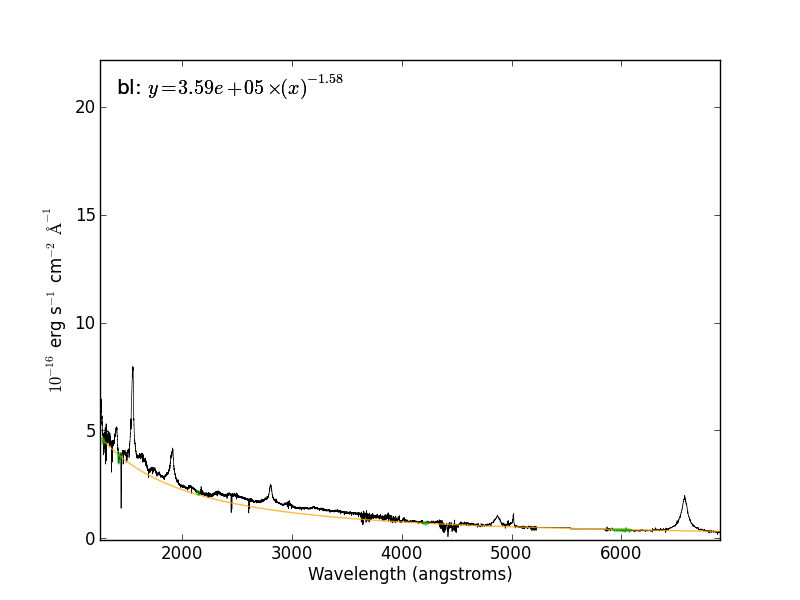 bl: y=3.59e+05×(x)^−1.58
20
15
10
5
0
10^−16 erg s^−1 cm^−2 Å^−1
2000 3000 4000 5000 6000
Wavelength (angstroms)